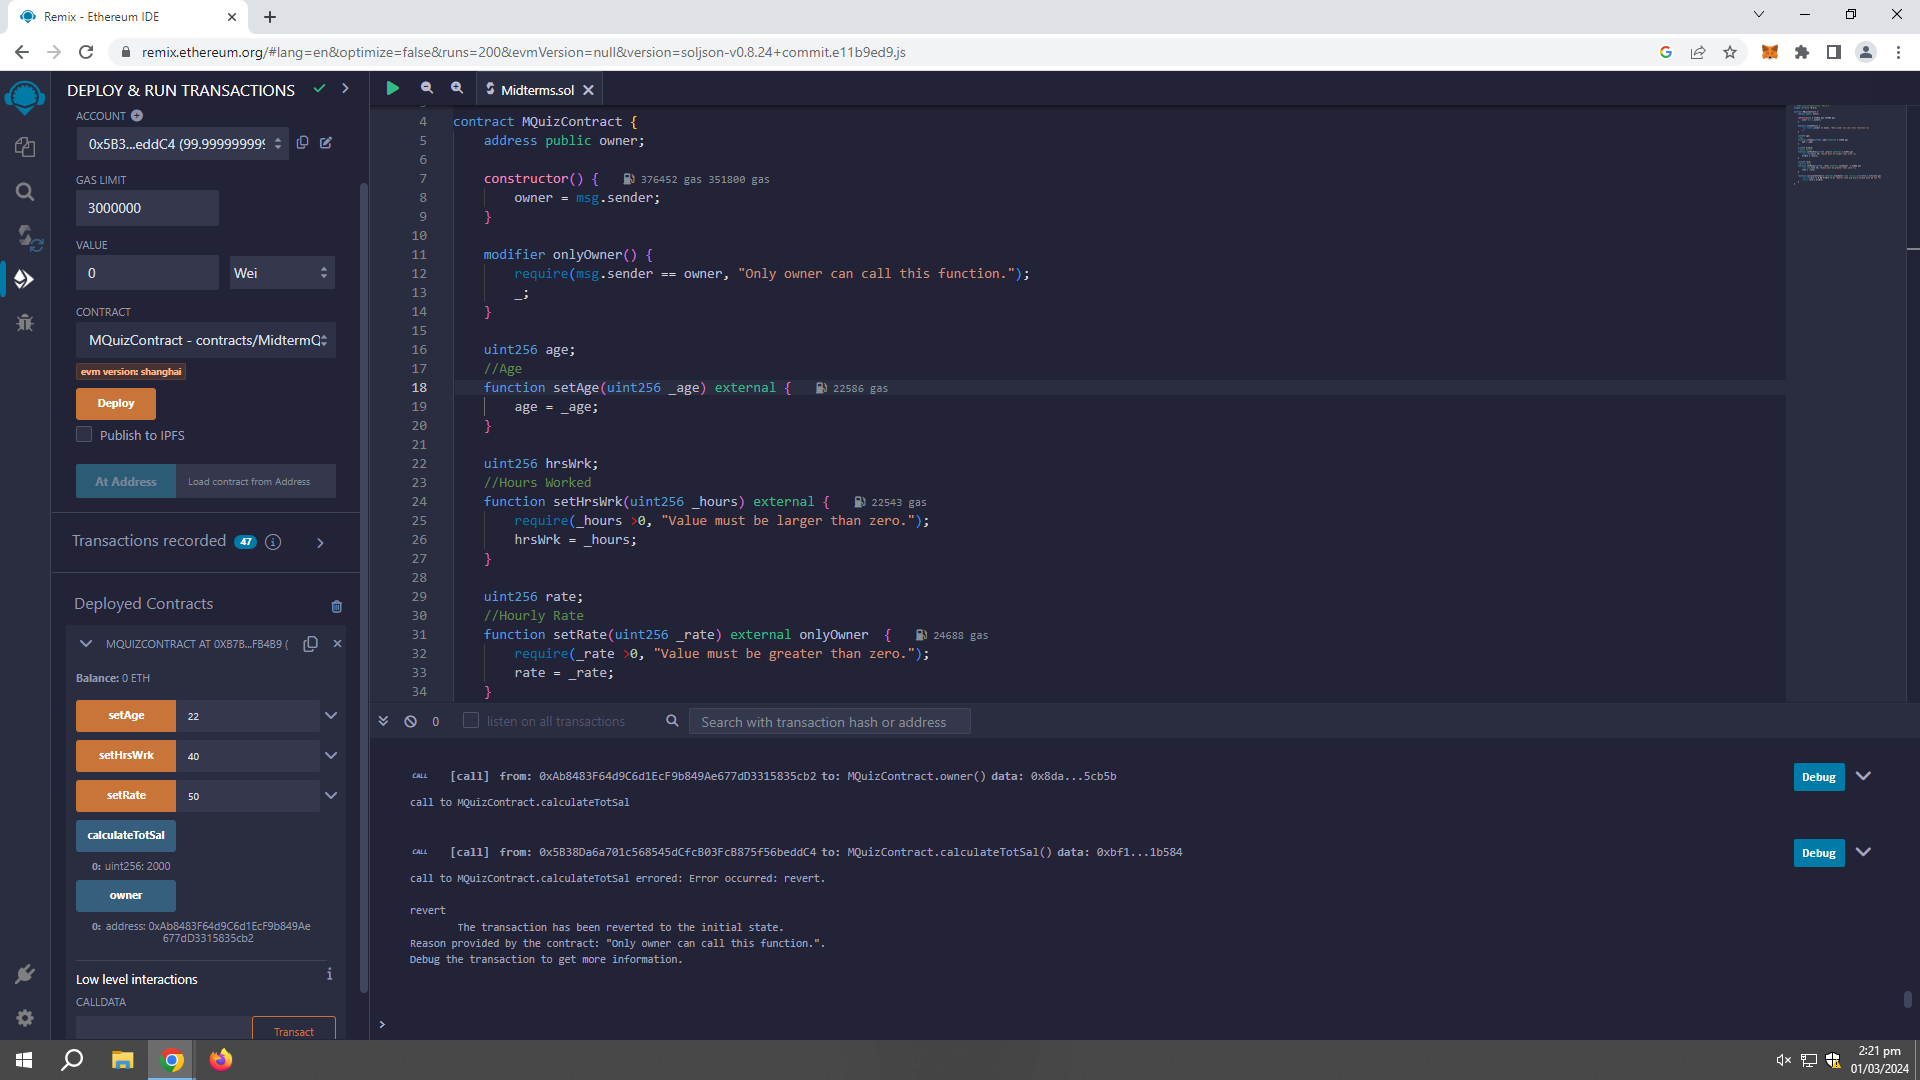 Remix - Ethereum IDE
remix.ethereum.org/#lang=en&optimize=false&runs=200&evmVersion=null&version=soljson-v0.8.24+commit.e11b9ed9.js
DEPLOY & RUN TRANSACTIONS
ACCOUNT
0x5B3...eddC4 (99.9999999999
GAS LIMIT
3000000
VALUE
0
Wei
CONTRACT
MQuizContract - contracts/MidtermQ
evm version: shanghai
Deploy
Publish to IPFS
At Address
Load contract from Address
Transactions recorded 47
Deployed Contracts
MQUIZCONTRACT AT 0XB7B...FB4B9 (
Balance: 0 ETH
setAge 22
setHrsWrk 40
setRate 50
calculateTotSal
0: uint256: 2000
owner
0: address: 0xAb8483F64d9C6d1EcF9b849Ae
677dD3315835cb2
Low level interactions
CALLDATA
Transact
Midterms.sol
4 contract MQuizContract {
5 address public owner;
6
7 constructor() { 376452 gas 351800 gas
8 owner = msg.sender;
9 }
10
11 modifier onlyOwner() {
12 require(msg.sender == owner, "Only owner can call this function.");
13 _;
14 }
15
16 uint256 age;
17 //Age
18 function setAge(uint256 _age) external { 22586 gas
19 age = _age;
20 }
21
22 uint256 hrsWrk;
23 //Hours Worked
24 function setHrsWrk(uint256 _hours) external { 22543 gas
25 require(_hours >0, "Value must be larger than zero.");
26 hrsWrk = _hours;
27 }
28
29 uint256 rate;
30 //Hourly Rate
31 function setRate(uint256 _rate) external onlyOwner { 24688 gas
32 require(_rate >0, "Value must be greater than zero.");
33 rate = _rate;
34 }
0 listen on all transactions Search with transaction hash or address
CALL [call] from: 0xAb8483F64d9C6d1EcF9b849Ae677dD3315835cb2 to: MQuizContract.owner() data: 0x8da...5cb5b Debug
call to MQuizContract.calculateTotSal
CALL [call] from: 0x5B38Da6a701c568545dCfcB03FcB875f56beddC4 to: MQuizContract.calculateTotSal() data: 0xbf1...1b584 Debug
call to MQuizContract.calculateTotSal errored: Error occurred: revert.
revert
The transaction has been reverted to the initial state.
Reason provided by the contract: "Only owner can call this function.".
Debug the transaction to get more information.
>
2:21 pm
01/03/2024